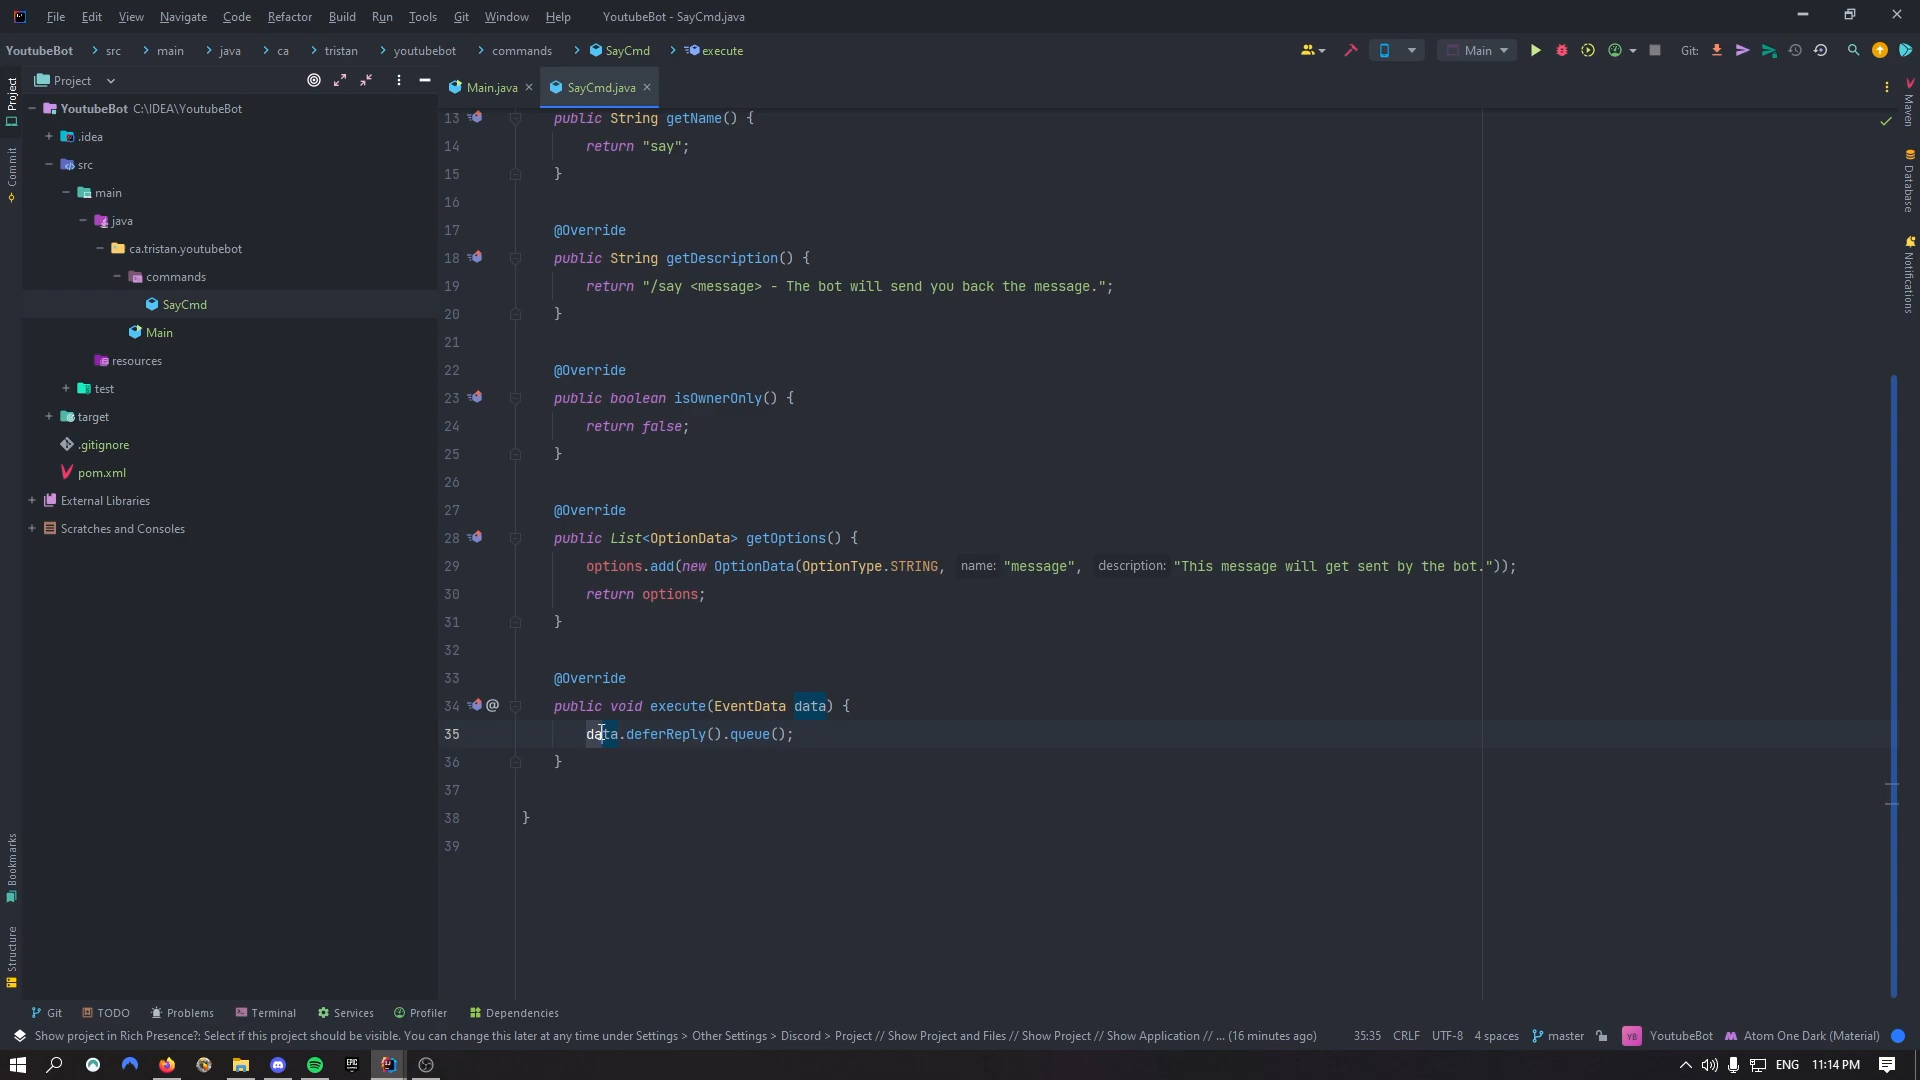 File Edit View Navigate Code Refactor Build Run Tools Git Window Help YoutubeBot - SayCmd.java
YoutubeBot src main java ca tristan youtubebot commands SayCmd execute Main Git:
Project
Main.java SayCmd.java
YoutubeBot C:\IDEA\YoutubeBot
.idea
src
main
java
ca.tristan.youtubebot
commands
SayCmd
Main
resources
test
target
.gitignore
pom.xml
External Libraries
Scratches and Consoles
Project
Commit
Bookmarks
Structure
13 public String getName() {
14 return "say";
15 }
16
17 @Override
18 public String getDescription() {
19 return "/say <message> - The bot will send you back the message.";
20 }
21
22 @Override
23 public boolean isOwnerOnly() {
24 return false;
25 }
26
27 @Override
28 public List<OptionData> getOptions() {
29 options.add(new OptionData(OptionType.STRING, name: "message", description: "This message will get sent by the bot."));
30 return options;
31 }
32
33 @Override
34 @ public void execute(EventData data) {
35 data.deferReply().queue();
36 }
37
38 }
39
Maven
Database
Notifications
Git TODO Problems Terminal Services Profiler Dependencies
Show project in Rich Presence?: Select if this project should be visible. You can change this later at any time under Settings > Other Settings > Discord > Project // Show Project and Files // Show Project // Show Application // ... (16 minutes ago) 35:35 CRLF UTF-8 4 spaces master YB YoutubeBot Atom One Dark (Material)
EPIC ENG 11:14 PM